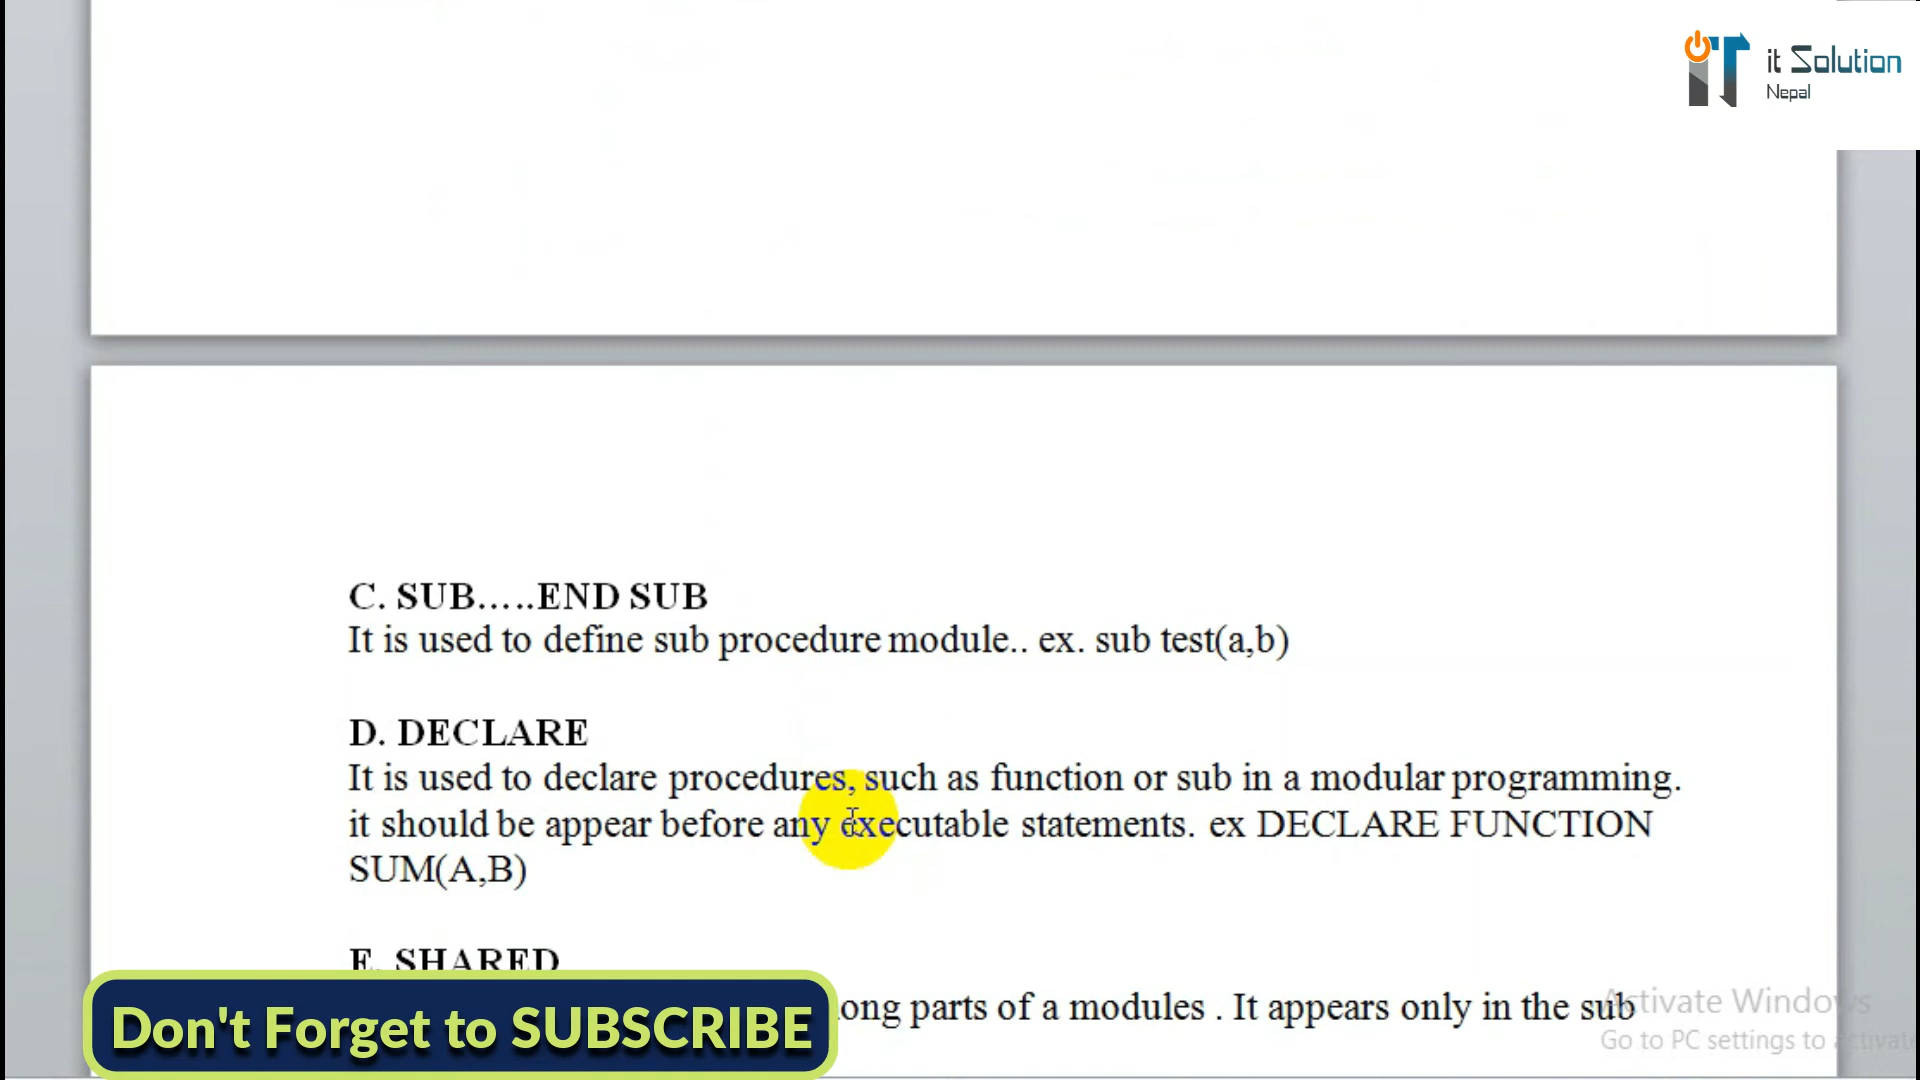 it Solution
Nepal
C. SUB.....END SUB
It is used to define sub procedure module.. ex. sub test(a,b)
D. DECLARE
It is used to declare procedures, such as function or sub in a modular programming.
it should be appear before any executable statements. ex DECLARE FUNCTION
SUM(A,B)
E. SHARED
parts of a modules . It appears only in the sub
Don't Forget to SUBSCRIBE
Activate Windows
Go to PC settings to activate